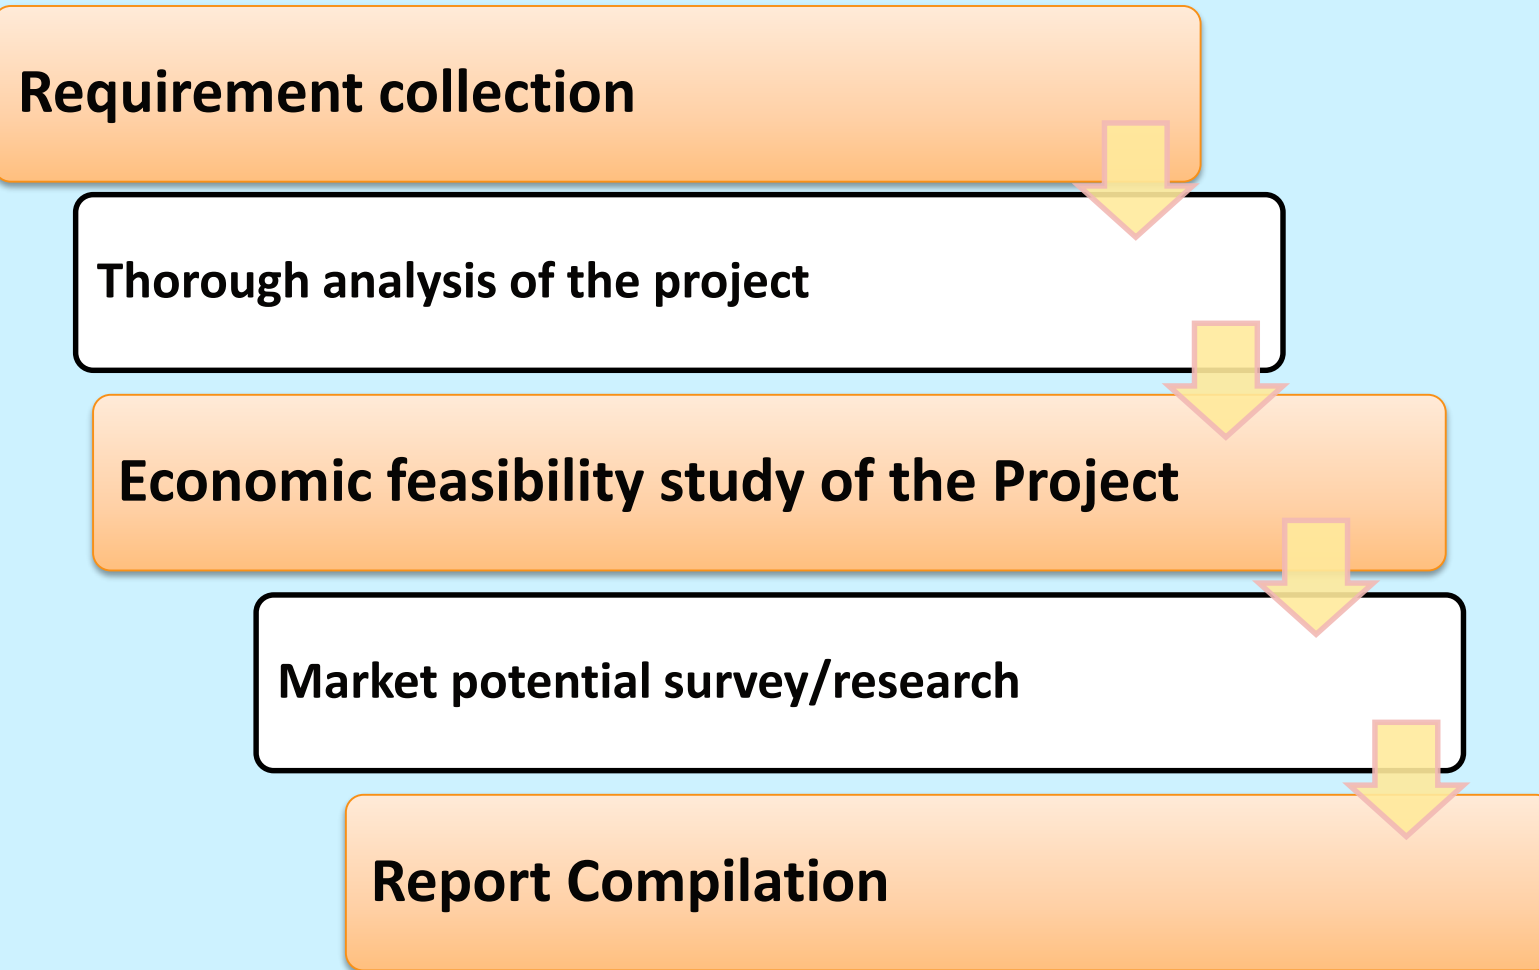 Requirement collection
Thorough analysis of the project
Economic feasibility study of the Project
Market potential survey/research
Report Compilation